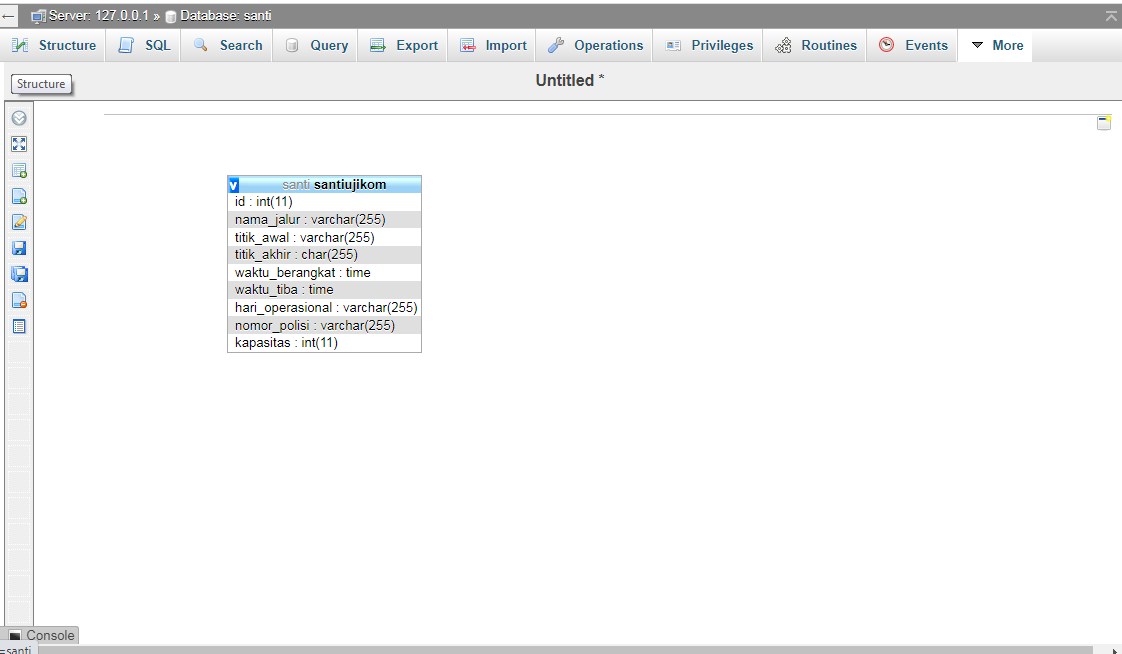 Server: 127.0.0.1 » Database: santi
Structure SQL Search Query Export Import Operations Privileges Routines Events More
Structure
Untitled *
v santi santiujikom
id : int(11)
nama_jalur : varchar(255)
titik_awal : varchar(255)
titik_akhir : char(255)
waktu_berangkat : time
waktu_tiba : time
hari_operasional : varchar(255)
nomor_polisi : varchar(255)
kapasitas : int(11)
Console
=santi